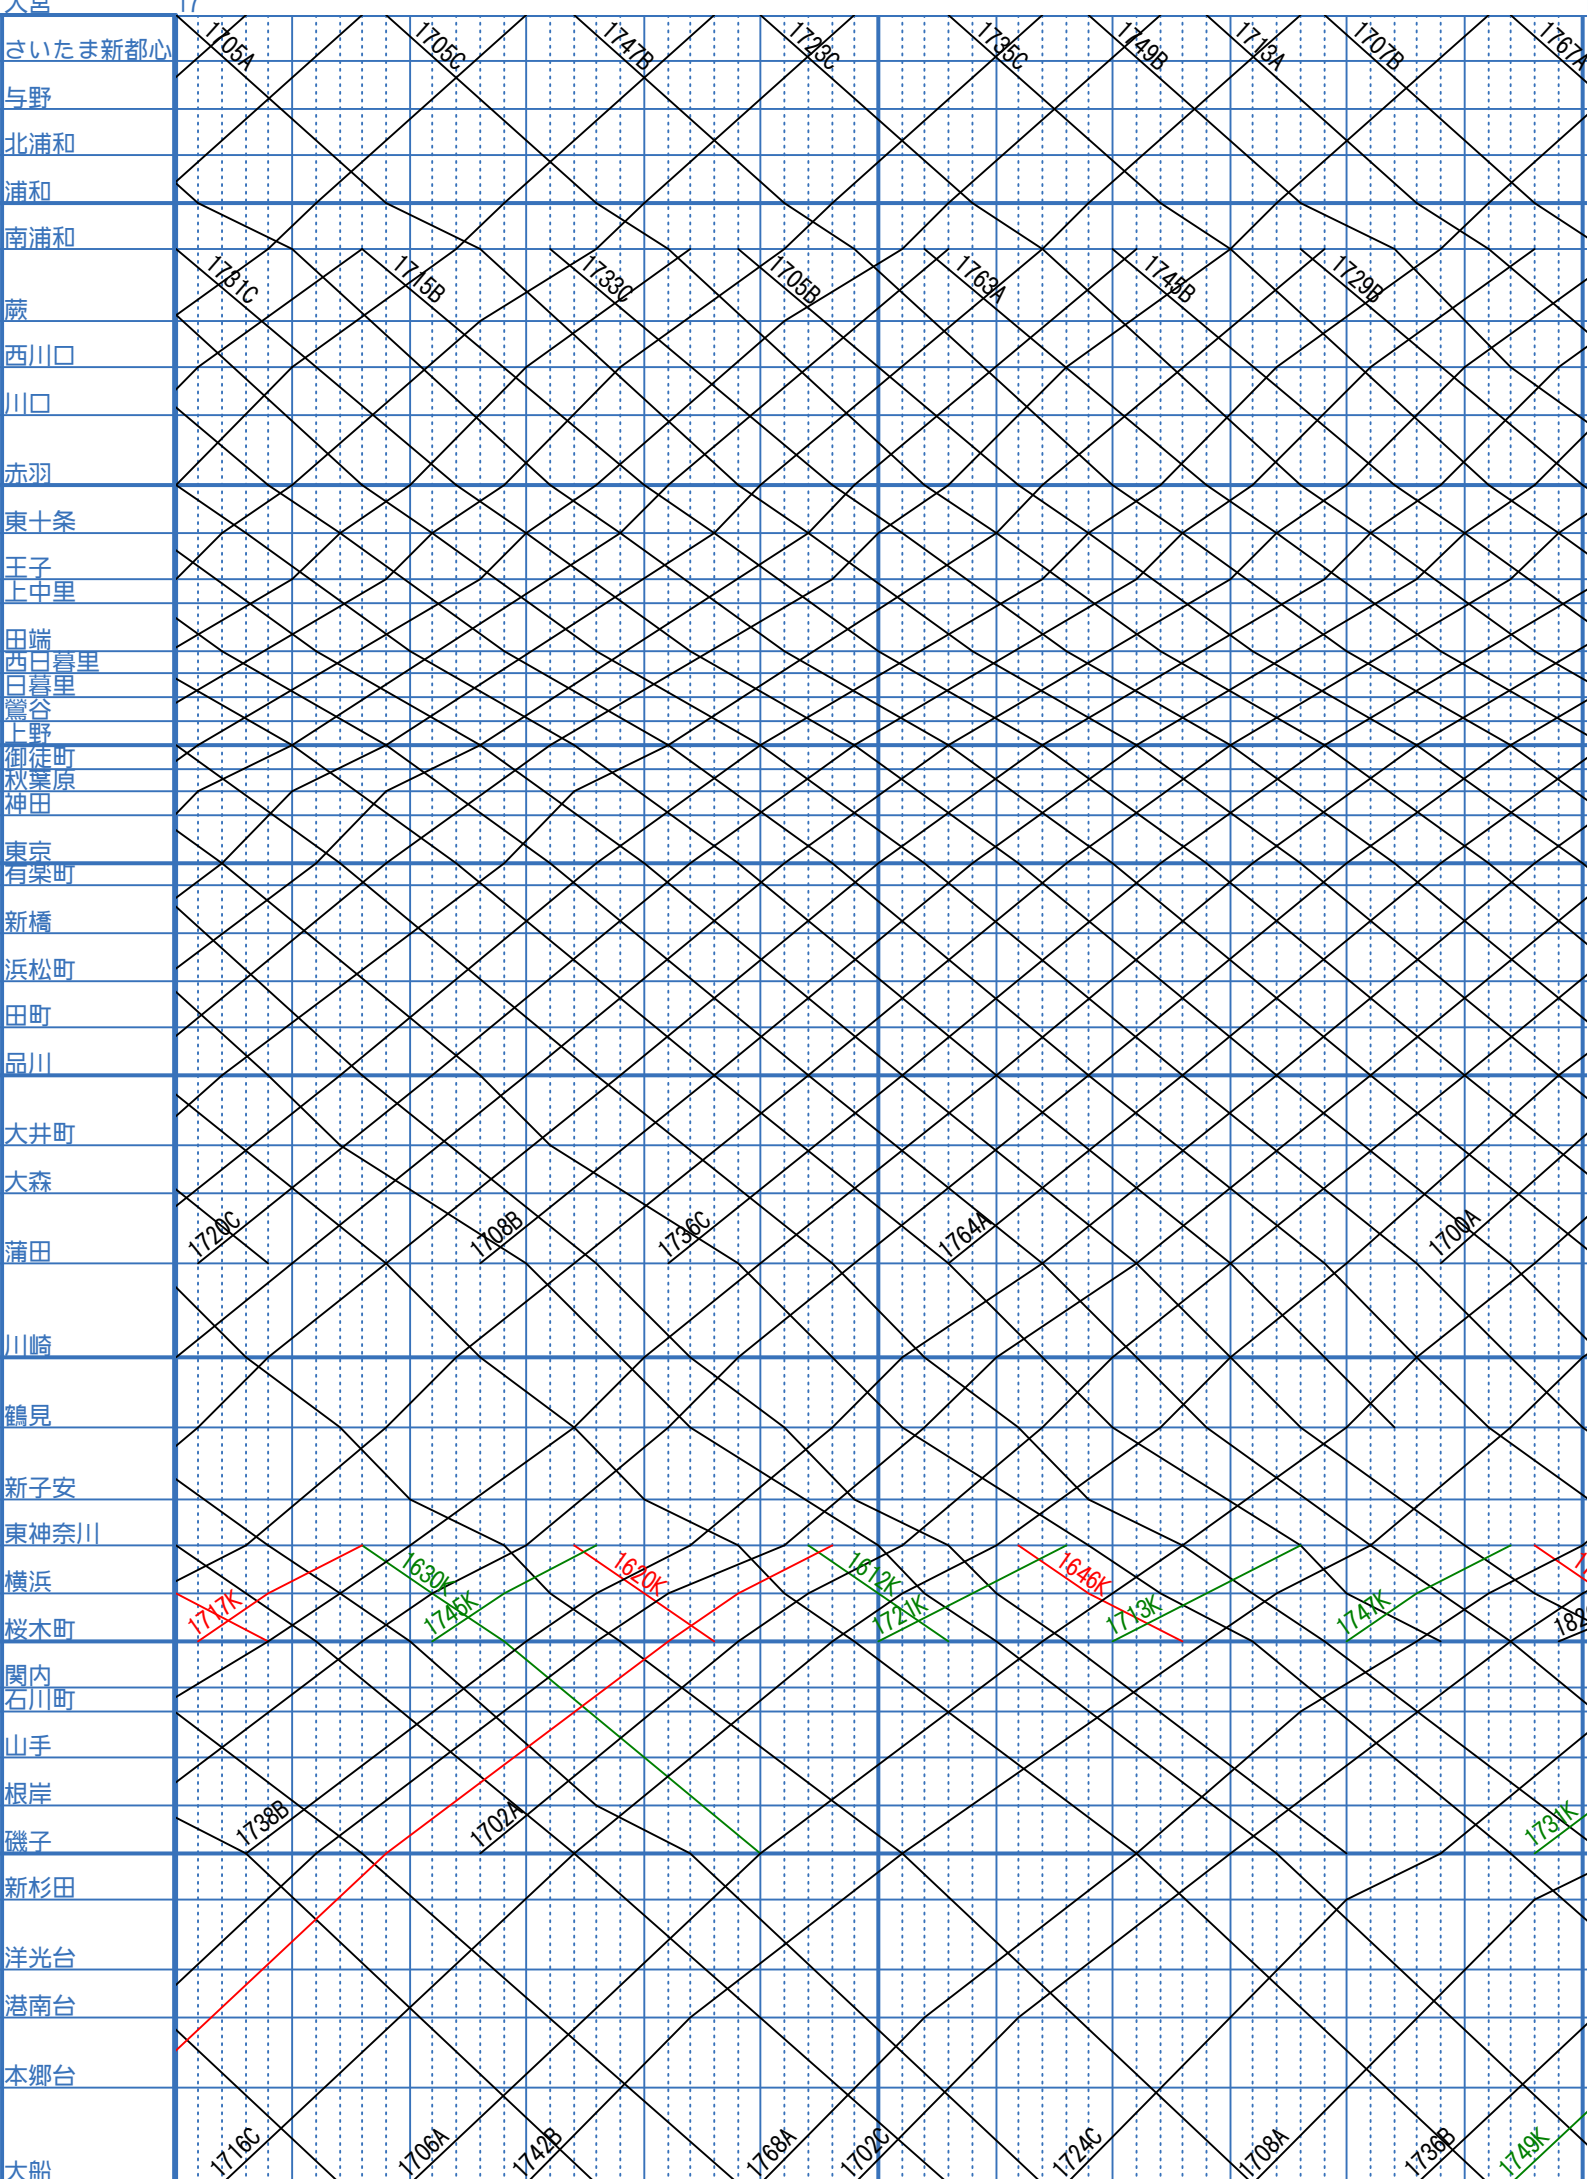 大宮 17
さいたま新都心 1705A 1705C 1747B 1723C 1735C 1749B 1713A 1707B 1767A
与野
北浦和
浦和
南浦和
蕨 1731C 1715B 1733C 1705B 1763A 1745B 1729B
西川口
川口
赤羽
東十条
王子
上中里
田端
西日暮里
日暮里
鶯谷
上野
御徒町
秋葉原
神田
東京
有楽町
新橋
浜松町
田町
品川
大井町
大森
蒲田 1720C 1708B 1736C 1764A 1700A
川崎
鶴見
新子安
東神奈川
横浜 1630K 1620K 1612K 1646K
桜木町 1717K 1745K 1721K 1713K 1747K
関内
石川町
山手
根岸
磯子 1738B 1702A 1731K
新杉田
洋光台
港南台
本郷台
大船 1716C 1706A 1742B 1768A 1702C 1724C 1708A 1736B 1749K